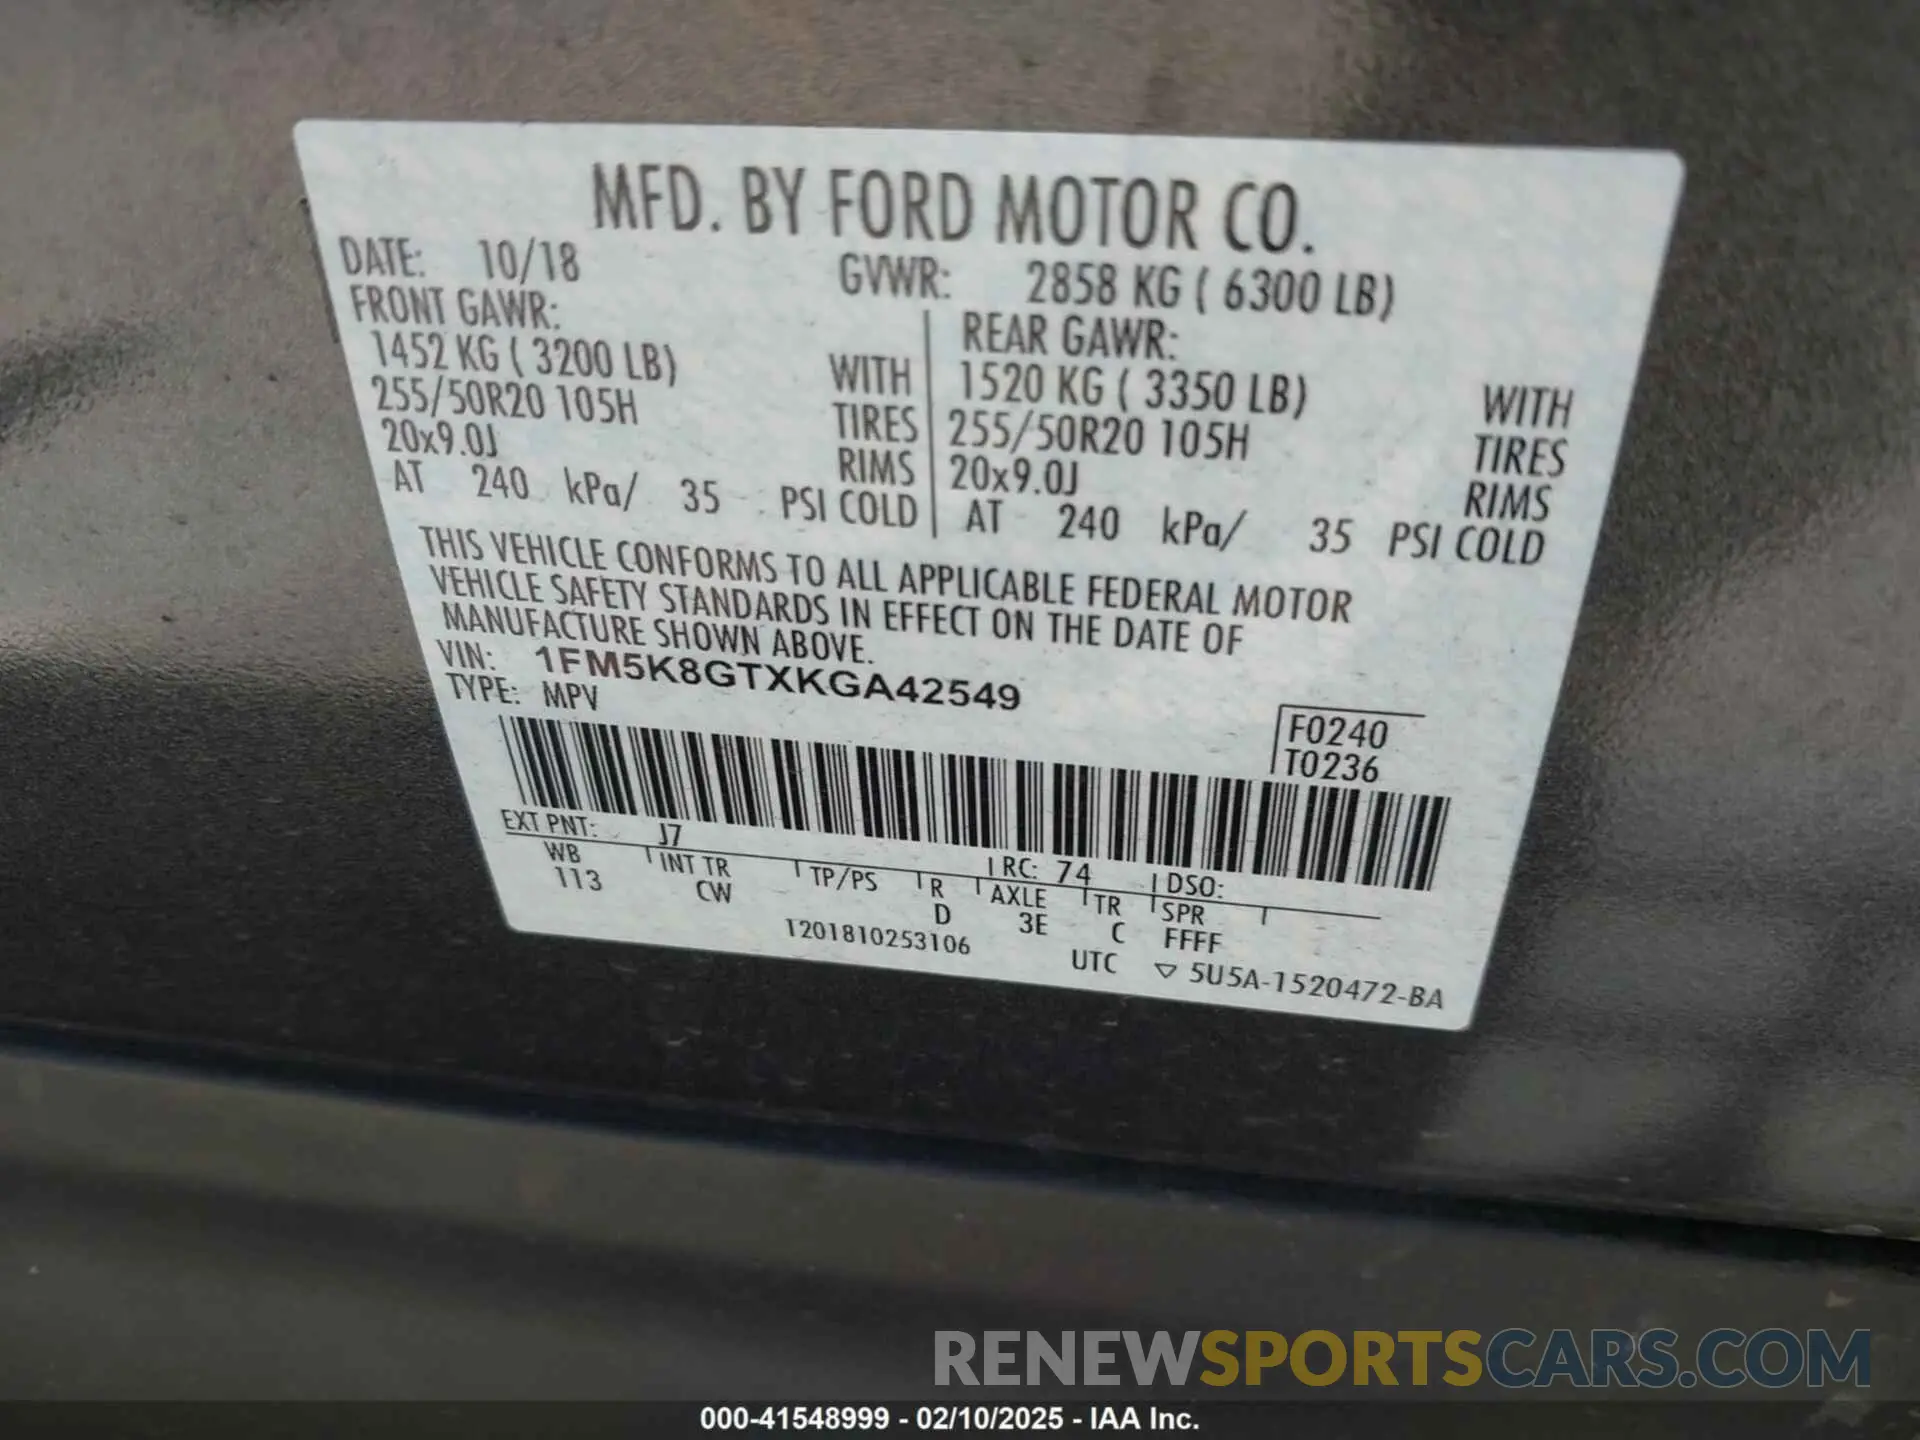 MFD. BY FORD MOTOR CO.
DATE: 10/18 GVWR: 2858 KG ( 6300 LB)
FRONT GAWR: REAR GAWR:
1452 KG ( 3200 LB) WITH 1520 KG ( 3350 LB) WITH
255/50R20 105H TIRES 255/50R20 105H TIRES
20x9.0J RIMS 20x9.0J RIMS
AT 240 kPa/ 35 PSI COLD AT 240 kPa/ 35 PSI COLD
THIS VEHICLE CONFORMS TO ALL APPLICABLE FEDERAL MOTOR
VEHICLE SAFETY STANDARDS IN EFFECT ON THE DATE OF
MANUFACTURE SHOWN ABOVE.
VIN: 1FM5K8GTXKGA42549
TYPE: MPV
F0240
T0236
EXT PNT: J7 RC: 74 DSO:
WB INT TR TP/PS R AXLE TR SPR
113 CW D 3E C FFFF
T201810253106
UTC ▽ 5U5A-1520472-BA
RENEWSPORTSCARS.COM
000-41548999 - 02/10/2025 - IAA Inc.